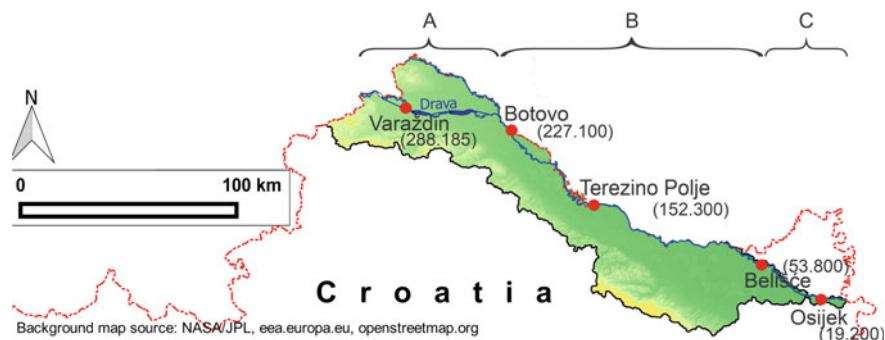 A B C
N
Drava
Varaždin
(288.185)
Botovo
(227.100)
0 100 km
Terezino Polje
(152.300)
(53.800)
Belišće
Croatia
Osijek
(19.200)
Background map source: NASA/JPL, eea.europa.eu, openstreetmap.org